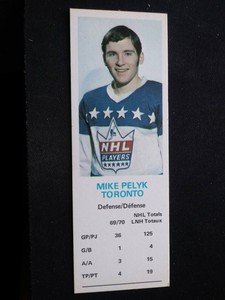 NHL
PLAYERS
MIKE PELYK
TORONTO
Defense/Défense
NHL Totals
69/70 LNH Totaux
GP/PJ 36 125
G/B 1 4
A/A 3 15
TP/PT 4 19